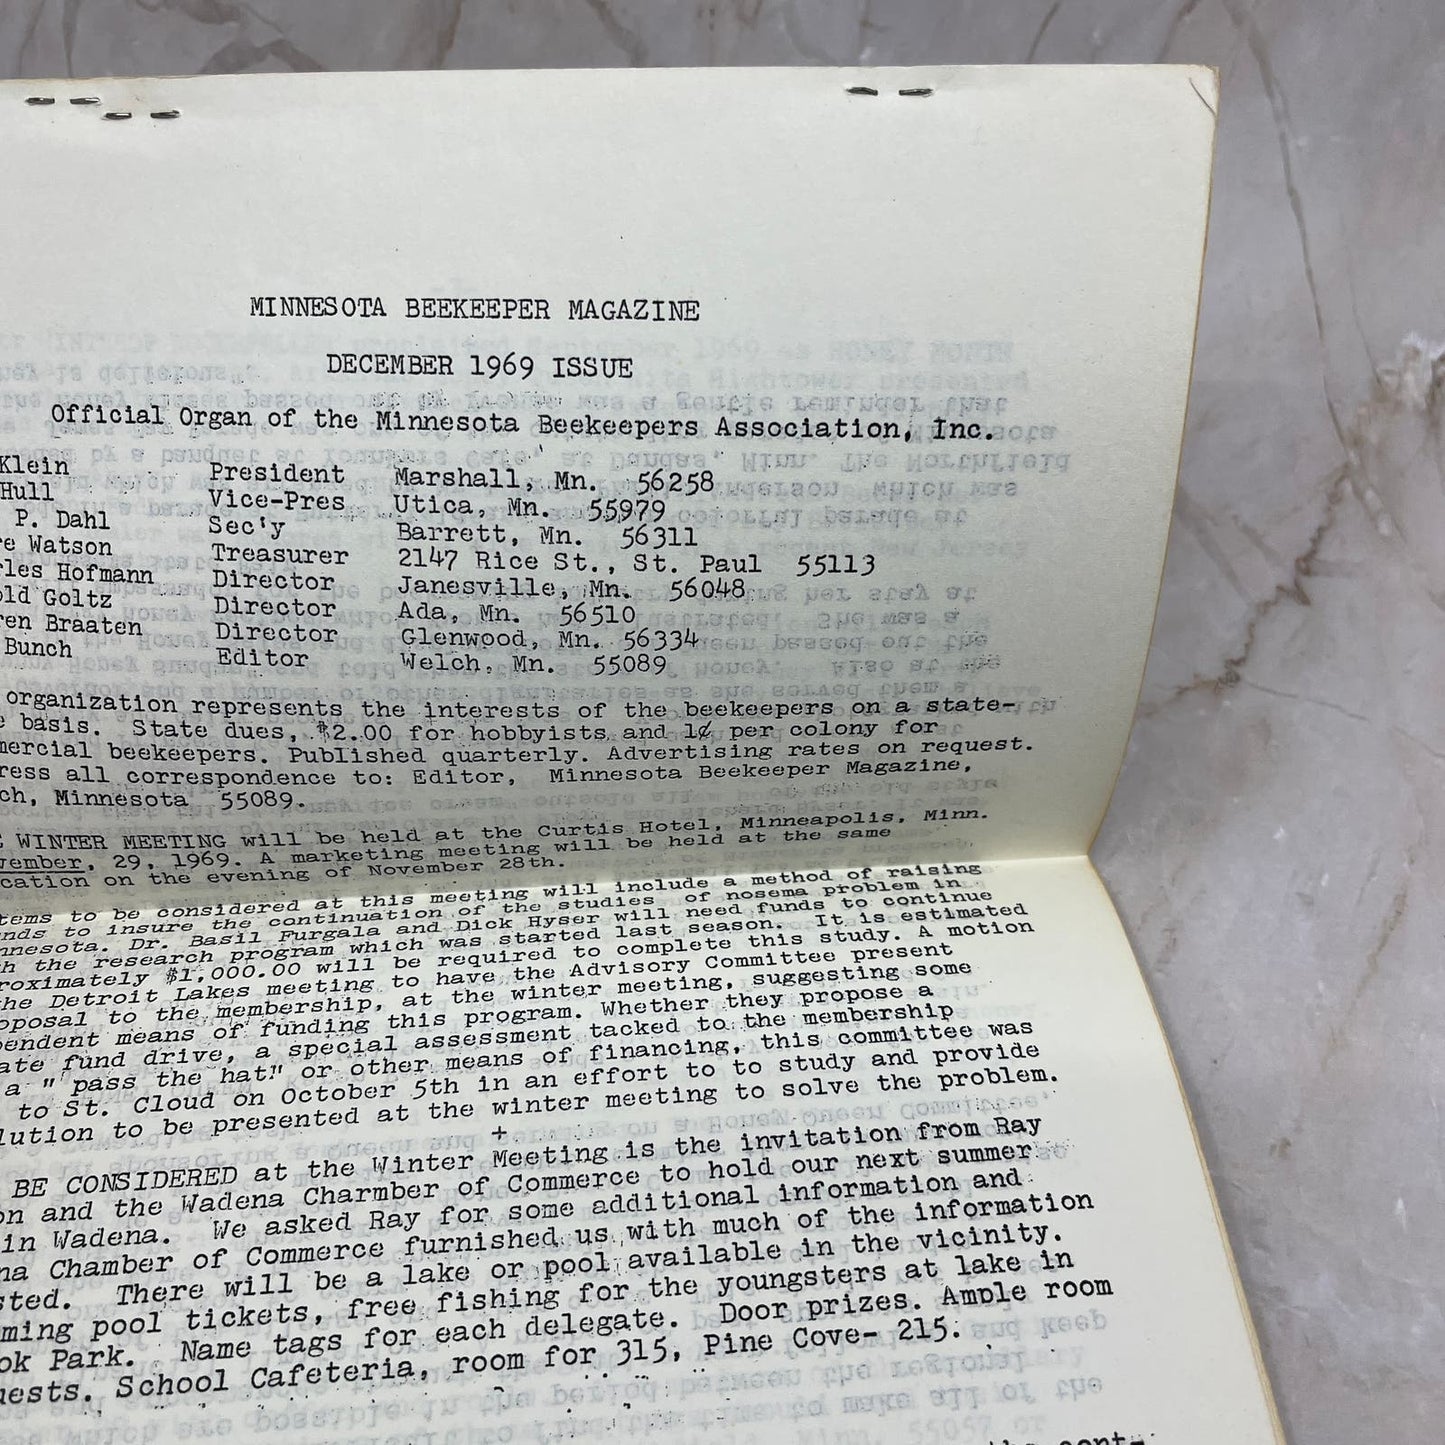 MINNESOTA BEEKEEPER MAGAZINE
DECEMBER 1969 ISSUE
Official Organ of the Minnesota Beekeepers Association, Inc.
Klein President Marshall, Mn. 56258
Hull Vice-Pres Utica, Mn. 55979
P. Dahl Sec'y Barrett, Mn. 56311
re Watson Treasurer 2147 Rice St., St. Paul 55113
rles Hofmann Director Janesville, Mn. 56048
old Goltz Director Ada, Mn. 56510
ren Braaten Director Glenwood, Mn. 56334
Bunch Editor Welch, Mn. 55089
organization represents the interests of the beekeepers on a state-
e basis. State dues, $2.00 for hobbyists and 1¢ per colony for
mercial beekeepers. Published quarterly. Advertising rates on request.
ress all correspondence to: Editor, Minnesota Beekeeper Magazine,
ch, Minnesota 55089.
E WINTER MEETING will be held at the Curtis Hotel, Minneapolis, Minn.
vember, 29, 1969. A marketing meeting will be held at the same
cation on the evening of November 28th.
tems to be considered at this meeting will include a method of raising
nds to insure the continuation of the studies of nosema problem in
nnesota. Dr. Basil Furgala and Dick Hyser will need funds to continue
th the research program which was started last season. It is estimated
proximately $1,000.00 will be required to complete this study. A motion
the Detroit Lakes meeting to have the Advisory Committee present
oposal to the membership, at the winter meeting, suggesting some
pendent means of funding this program. Whether they propose a
ate fund drive, a special assessment tacked to the membership
a " pass the hat" or other means of financing, this committee was
to St. Cloud on October 5th in an effort to to study and provide
lution to be presented at the winter meeting to solve the problem.
+
BE CONSIDERED at the Winter Meeting is the invitation from Ray
on and the Wadena Charmber of Commerce to hold our next summer
in Wadena. We asked Ray for some additional information and
na Chamber of Commerce furnished us with much of the information
sted. There will be a lake or pool available in the vicinity.
ming pool tickets, free fishing for the youngsters at lake in
ok Park. Name tags for each delegate. Door prizes. Ample room
uests. School Cafeteria, room for 315, Pine Cove- 215.